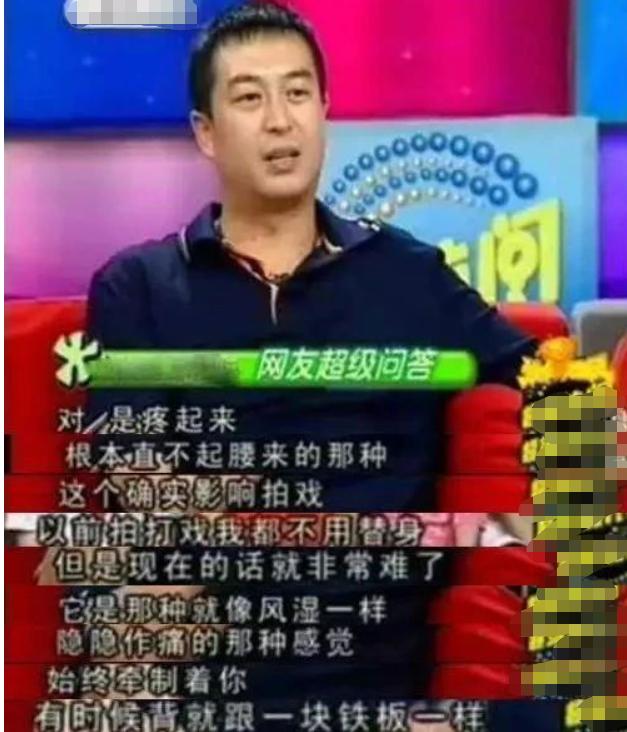 问
网友超级问答
对 是疼起来
根本直不起腰来的那种
这个确实影响拍戏
以前拍打戏我都不用替身
但是现在的话就非常难了
它是那种就像风湿一样
隐隐作痛的那种感觉
始终牵制着你
有时候背就跟一块铁板一样